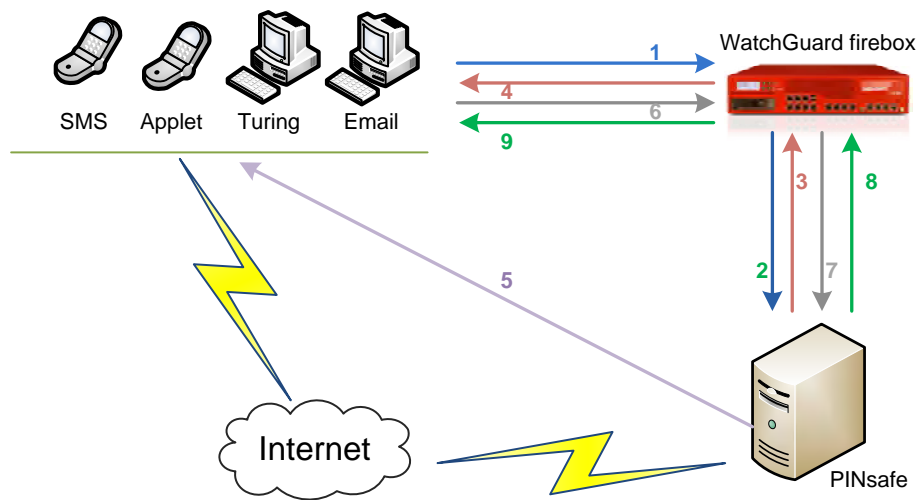 WatchGuard firebox
1
4
6
9
SMS Applet Turing Email
3
8
5
2
7
Internet
PINsafe